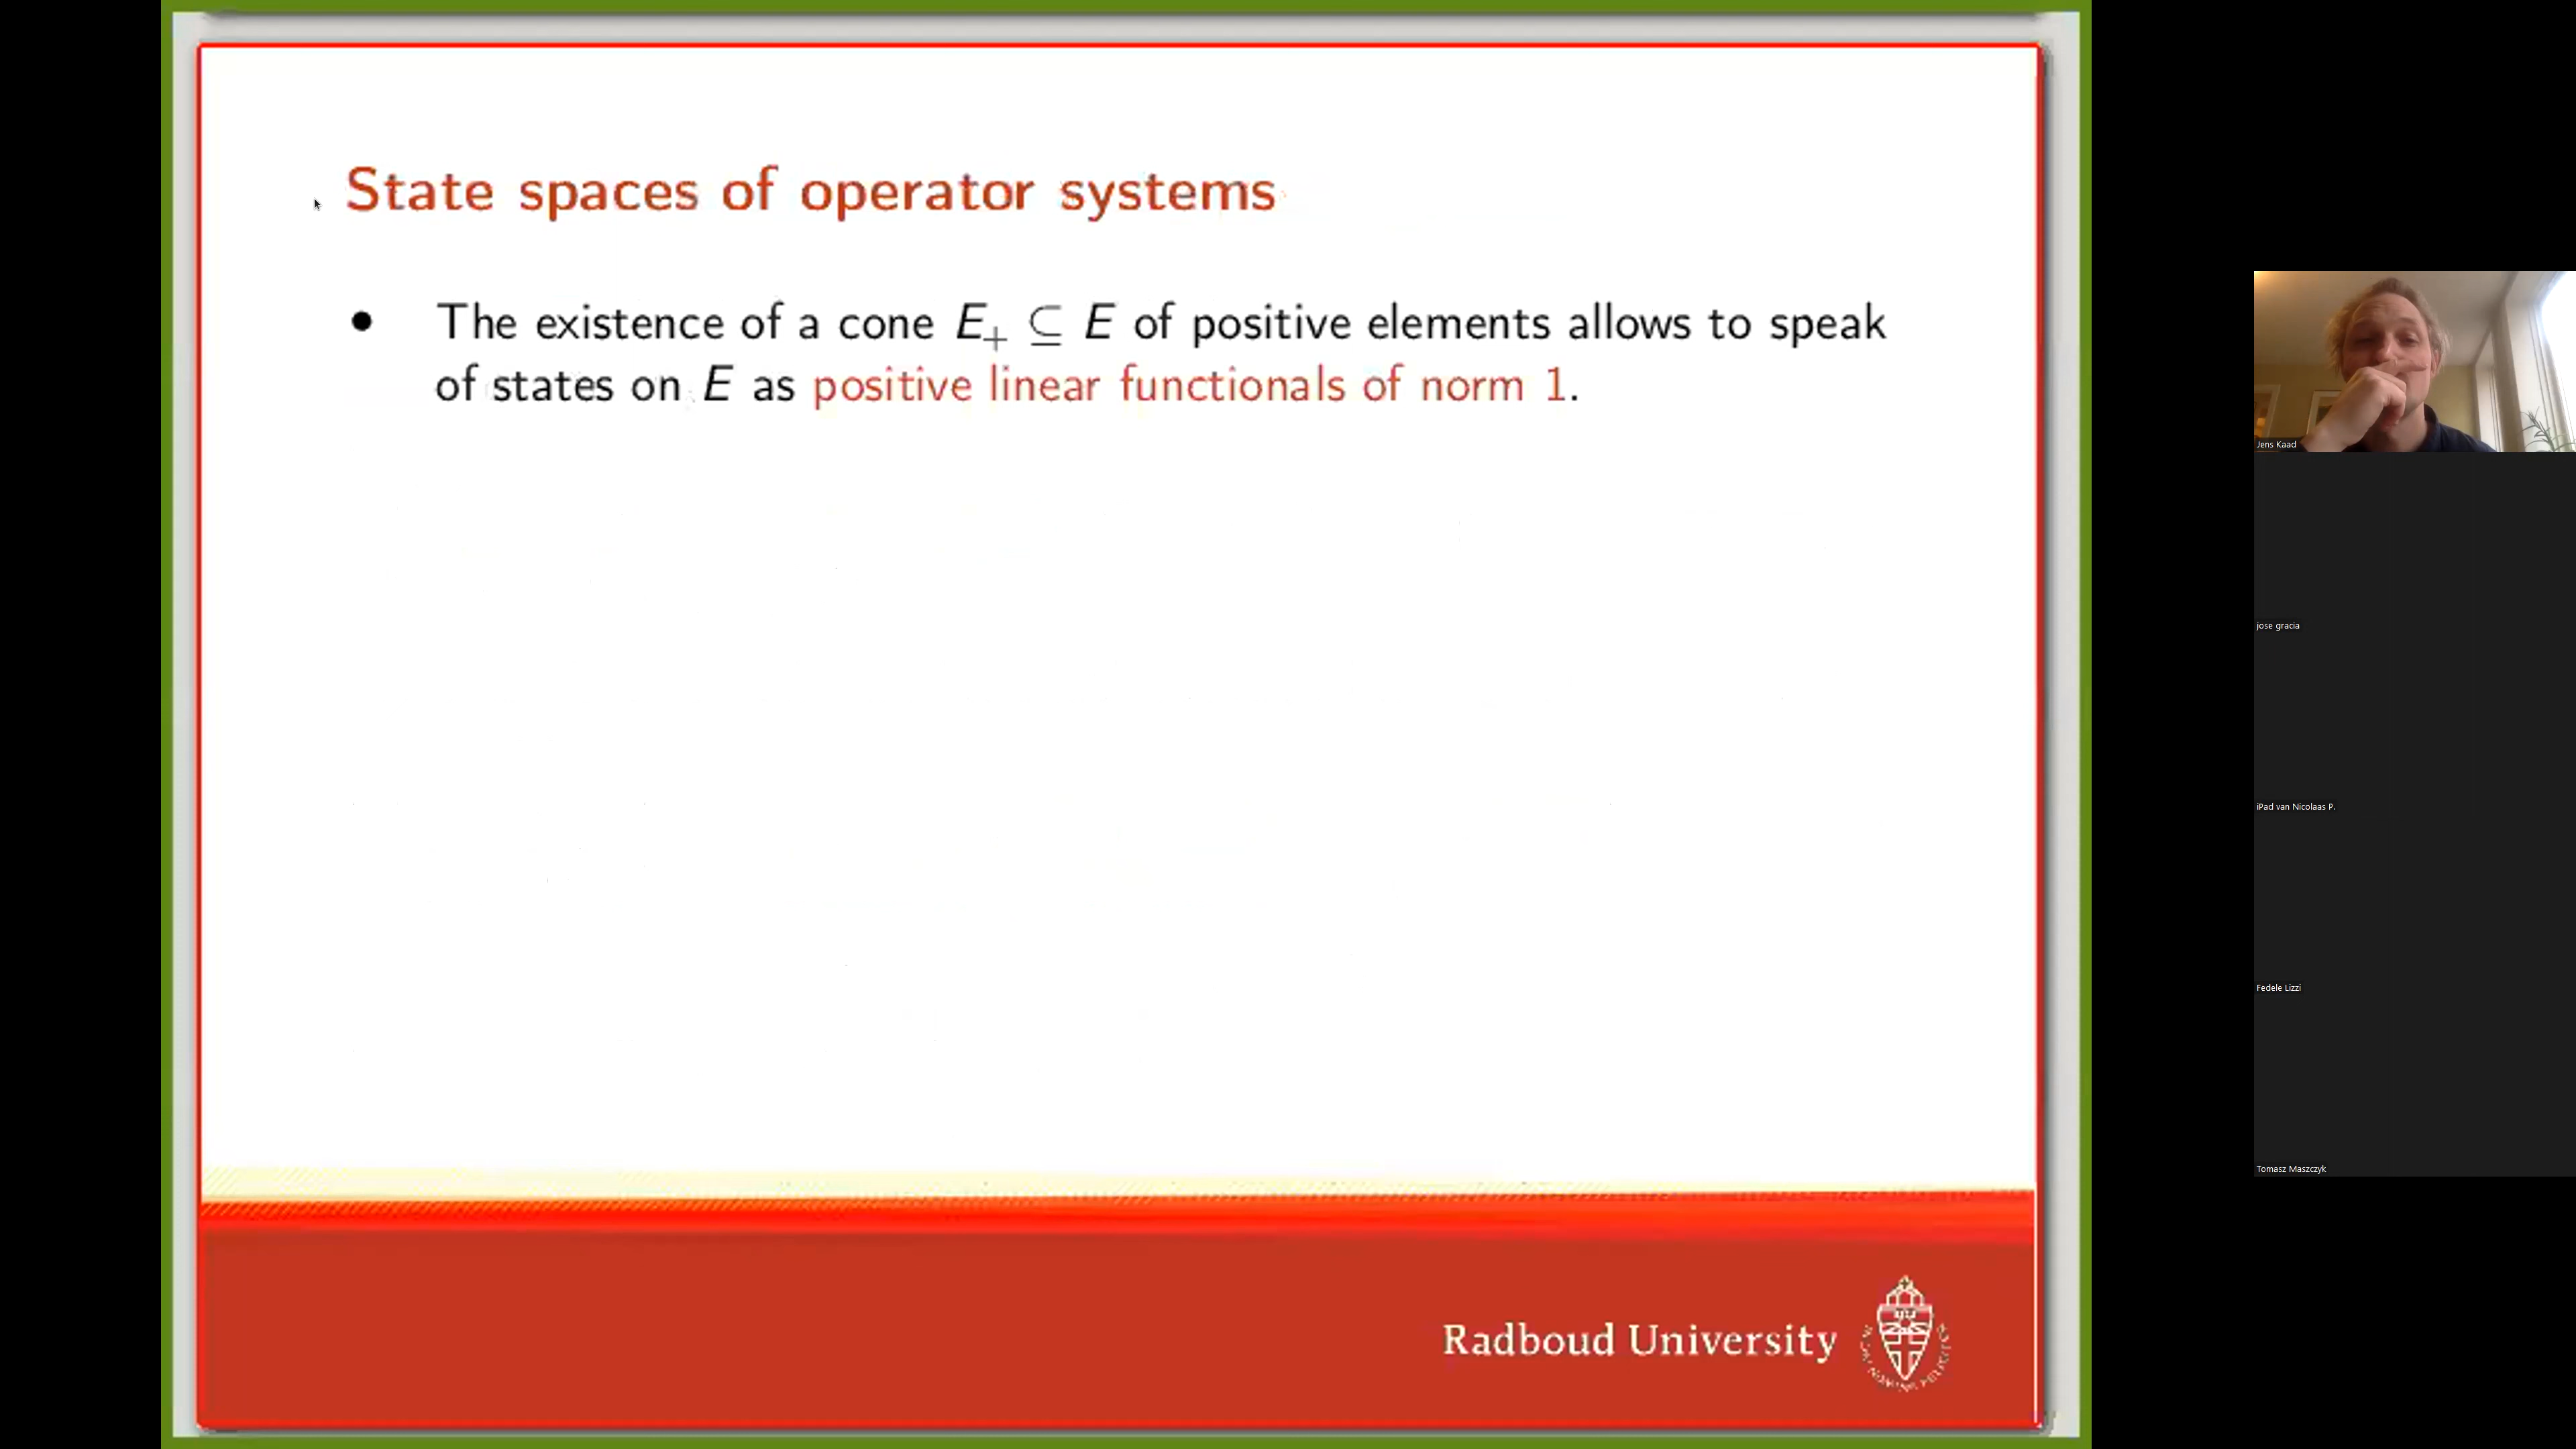 State spaces of operator systems
• The existence of a cone E₊ ⊆ E of positive elements allows to speak
of states on E as positive linear functionals of norm 1.
Radboud University
Jens Kaad
jose gracia
iPad van Nicolaas P.
Fedele Lizzi
Tomasz Maszczyk